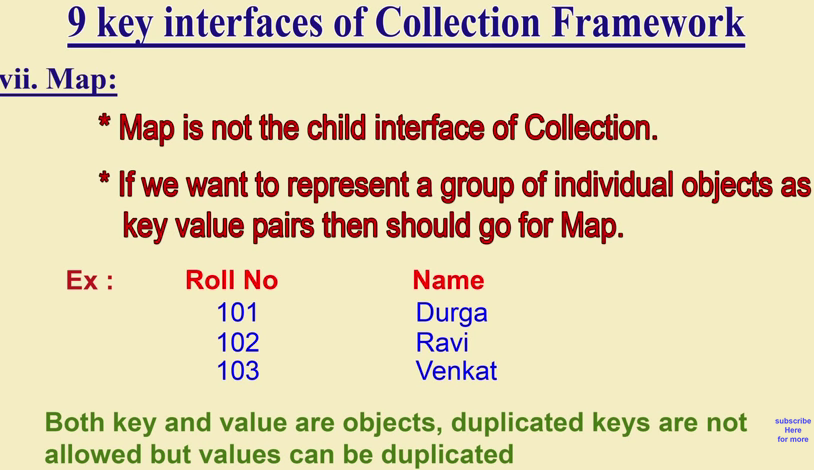 9 key interfaces of Collection Framework
vii. Map:
* Map is not the child interface of Collection.
* If we want to represent a group of individual objects as
key value pairs then should go for Map.
Ex : Roll No Name
101 Durga
102 Ravi
103 Venkat
Both key and value are objects, duplicated keys are not
allowed but values can be duplicated
subscribe
Here
for more